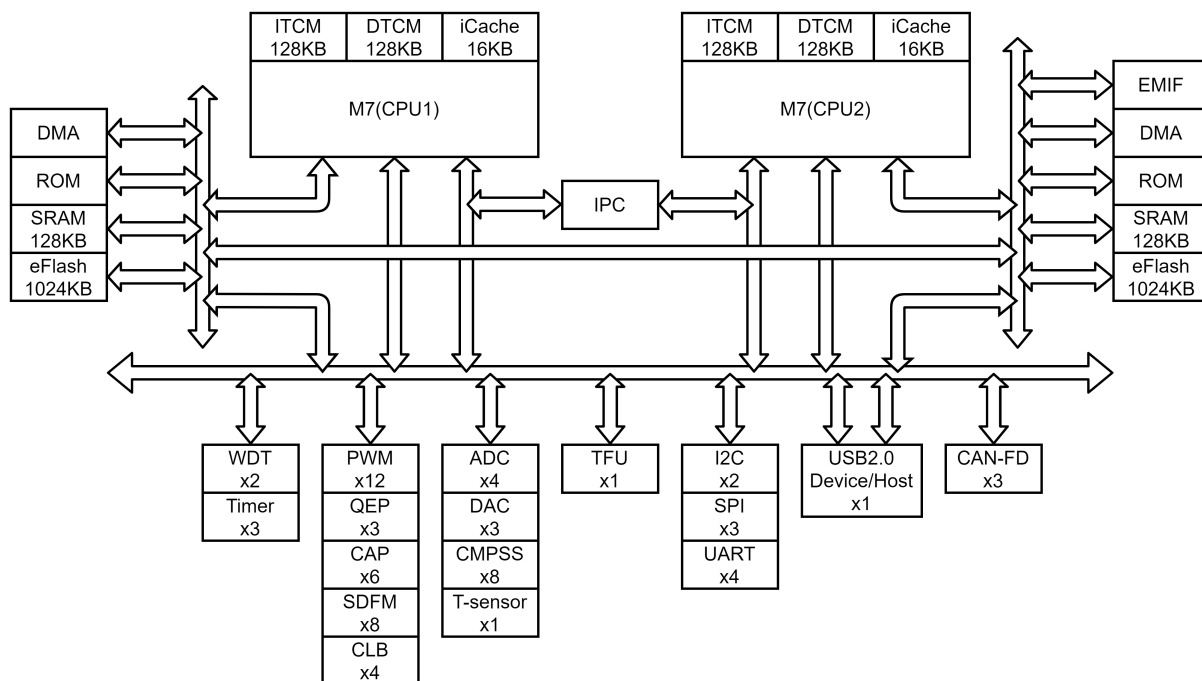 ITCM
128KB
DTCM
128KB
iCache
16KB
M7(CPU1)
ITCM
128KB
DTCM
128KB
iCache
16KB
M7(CPU2)
DMA
ROM
SRAM
128KB
eFlash
1024KB
IPC
EMIF
DMA
ROM
SRAM
128KB
eFlash
1024KB
WDT
x2
Timer
x3
PWM
x12
QEP
x3
CAP
x6
SDFM
x8
CLB
x4
ADC
x4
DAC
x3
CMPSS
x8
T-sensor
x1
TFU
x1
I2C
x2
SPI
x3
UART
x4
USB2.0
Device/Host
x1
CAN-FD
x3